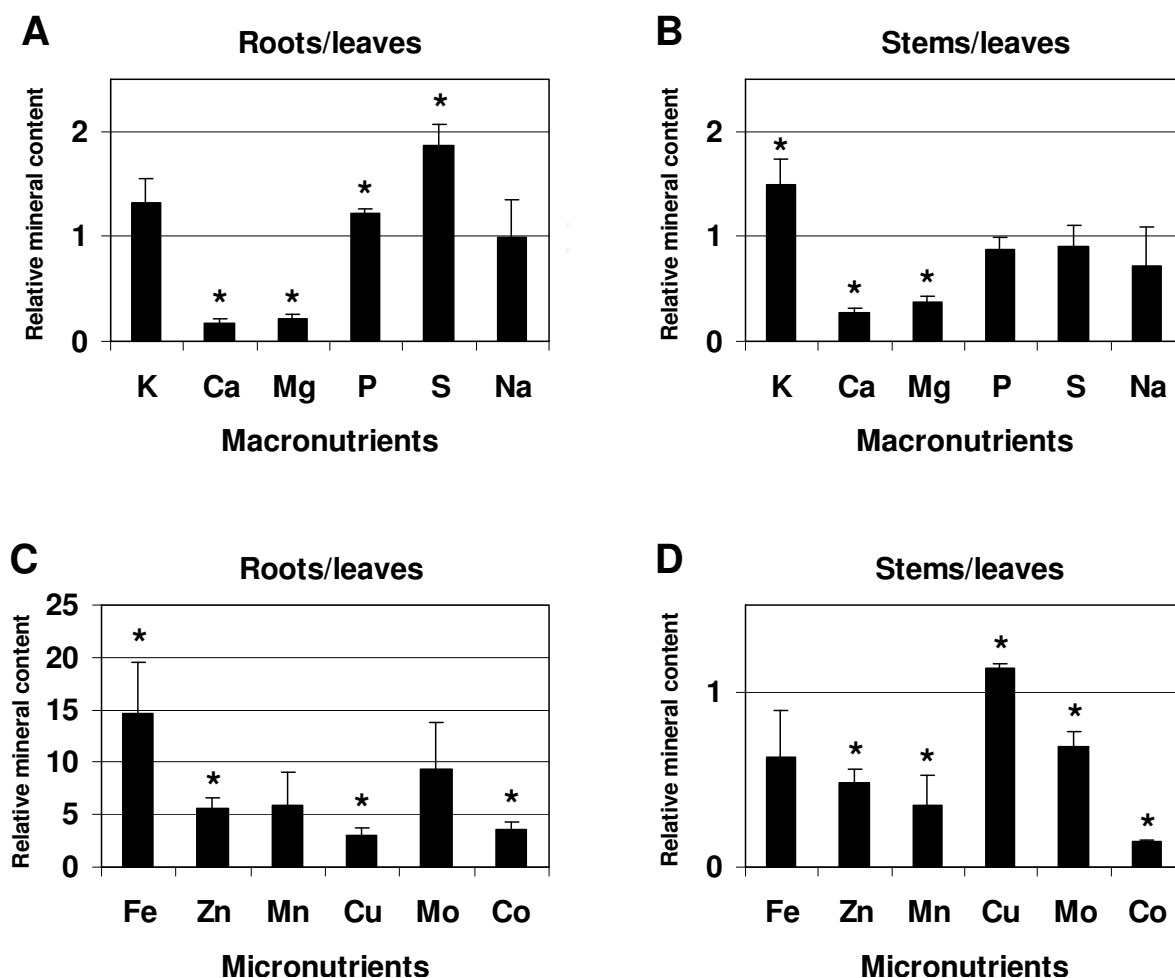 A
Roots/leaves
Relative mineral content
2
1
0
*
*
*
*
K Ca Mg P S Na
Macronutrients
B
Stems/leaves
Relative mineral content
2
1
0
*
*
*
K Ca Mg P S Na
Macronutrients
C
Roots/leaves
Relative mineral content
25
20
15
10
5
0
*
*
*
*
Fe Zn Mn Cu Mo Co
Micronutrients
D
Stems/leaves
Relative mineral content
1
0
*
*
*
*
*
Fe Zn Mn Cu Mo Co
Micronutrients